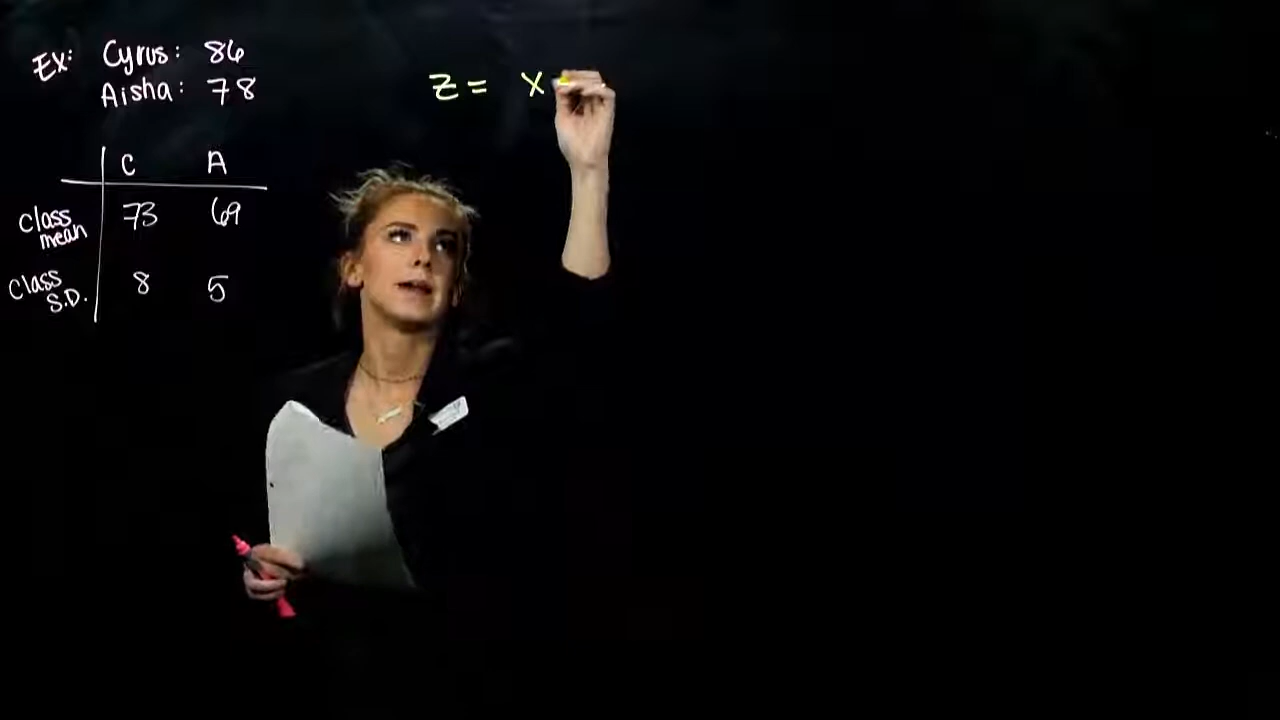 EX: Cyrus: 86
Aisha: 78
C A
class mean 73 69
class S.D. 8 5
z = x -